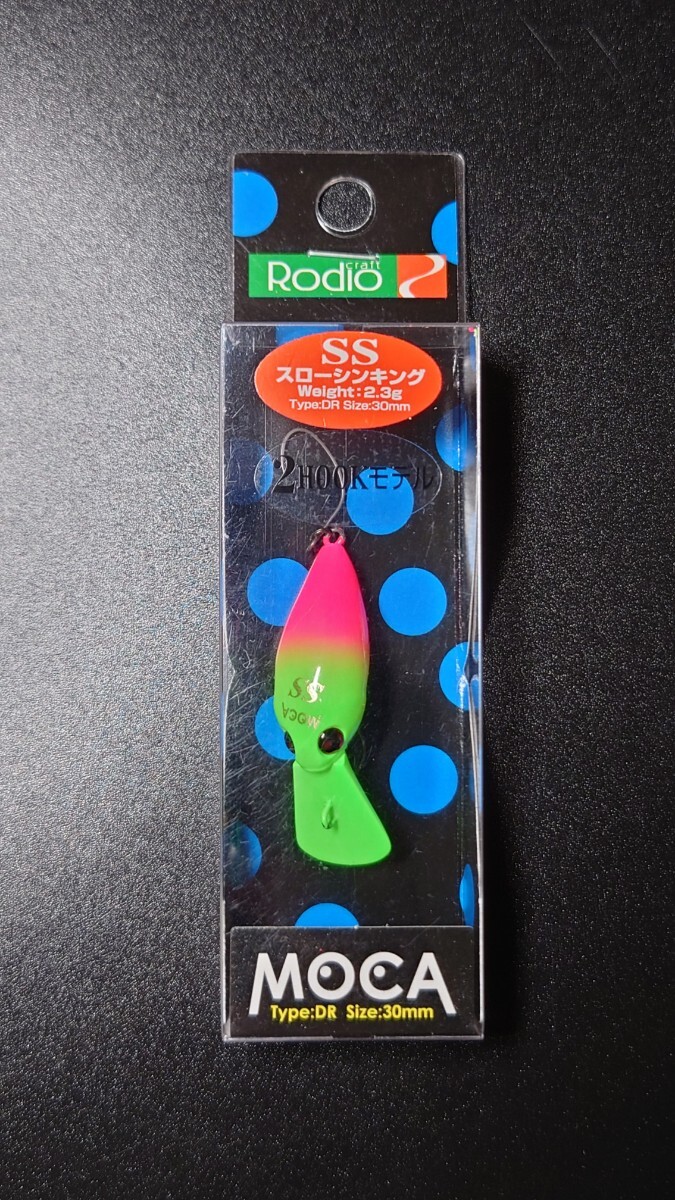 craft
Rodio
SS
スローシンキング
Weight:2.3g
Type:DR Size:30mm
2HOOKモデル
SS
MOCA
MOCA
Type:DR Size:30mm